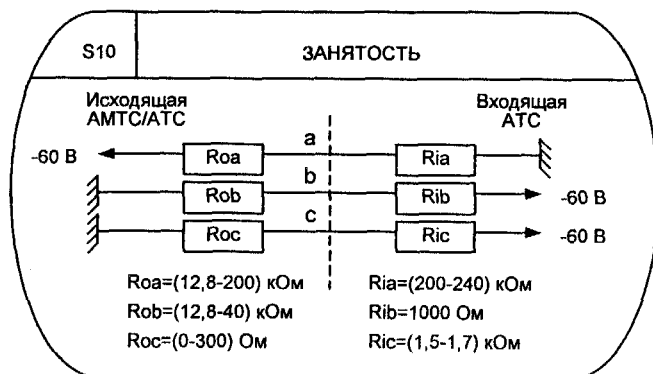 S10 ЗАНЯТОСТЬ
Исходящая Входящая
АМТС/АТС АТС
a
-60 В Roa Ria
b
Rob Rib -60 В
c
Roc Ric -60 В
Roa=(12,8-200) кОм Ria=(200-240) кОм
Rob=(12,8-40) кОм Rib=1000 Ом
Roc=(0-300) Ом Ric=(1,5-1,7) кОм